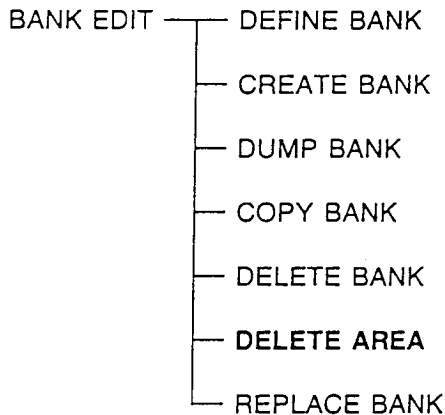 BANK EDIT DEFINE BANK
CREATE BANK
DUMP BANK
COPY BANK
DELETE BANK
DELETE AREA
REPLACE BANK